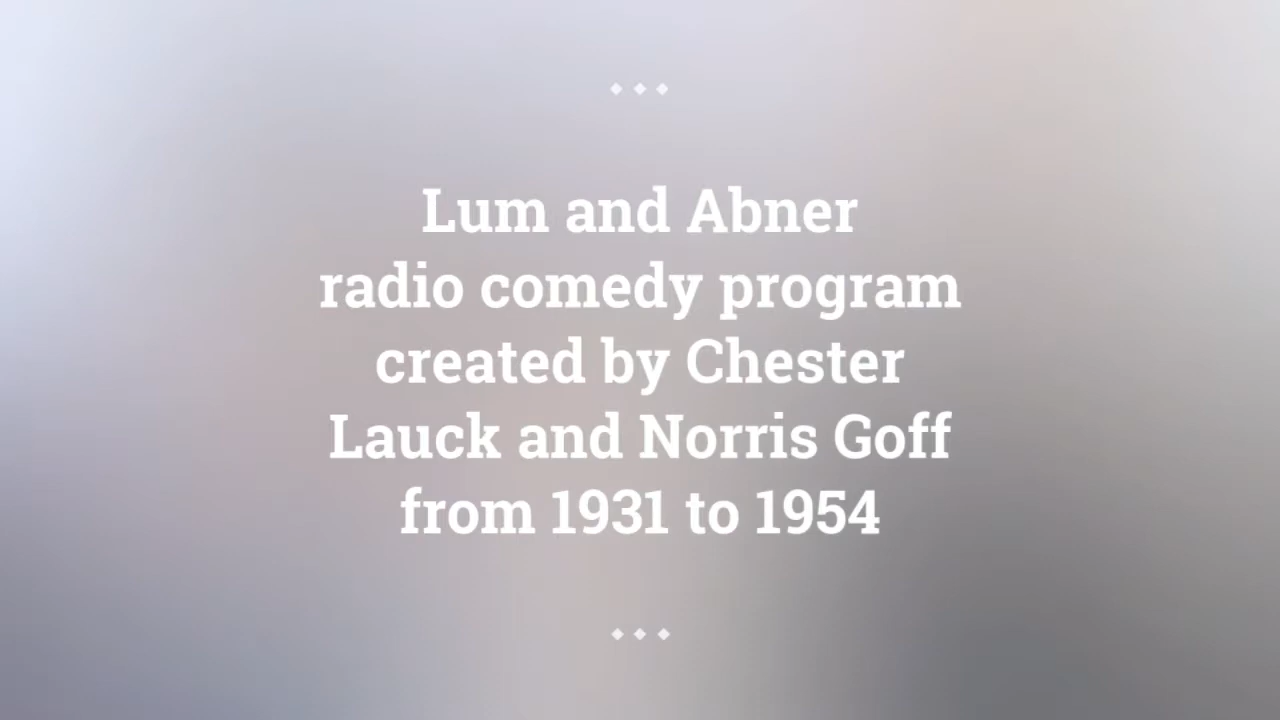 Lum and Abner
radio comedy program
created by Chester
Lauck and Norris Goff
from 1931 to 1954